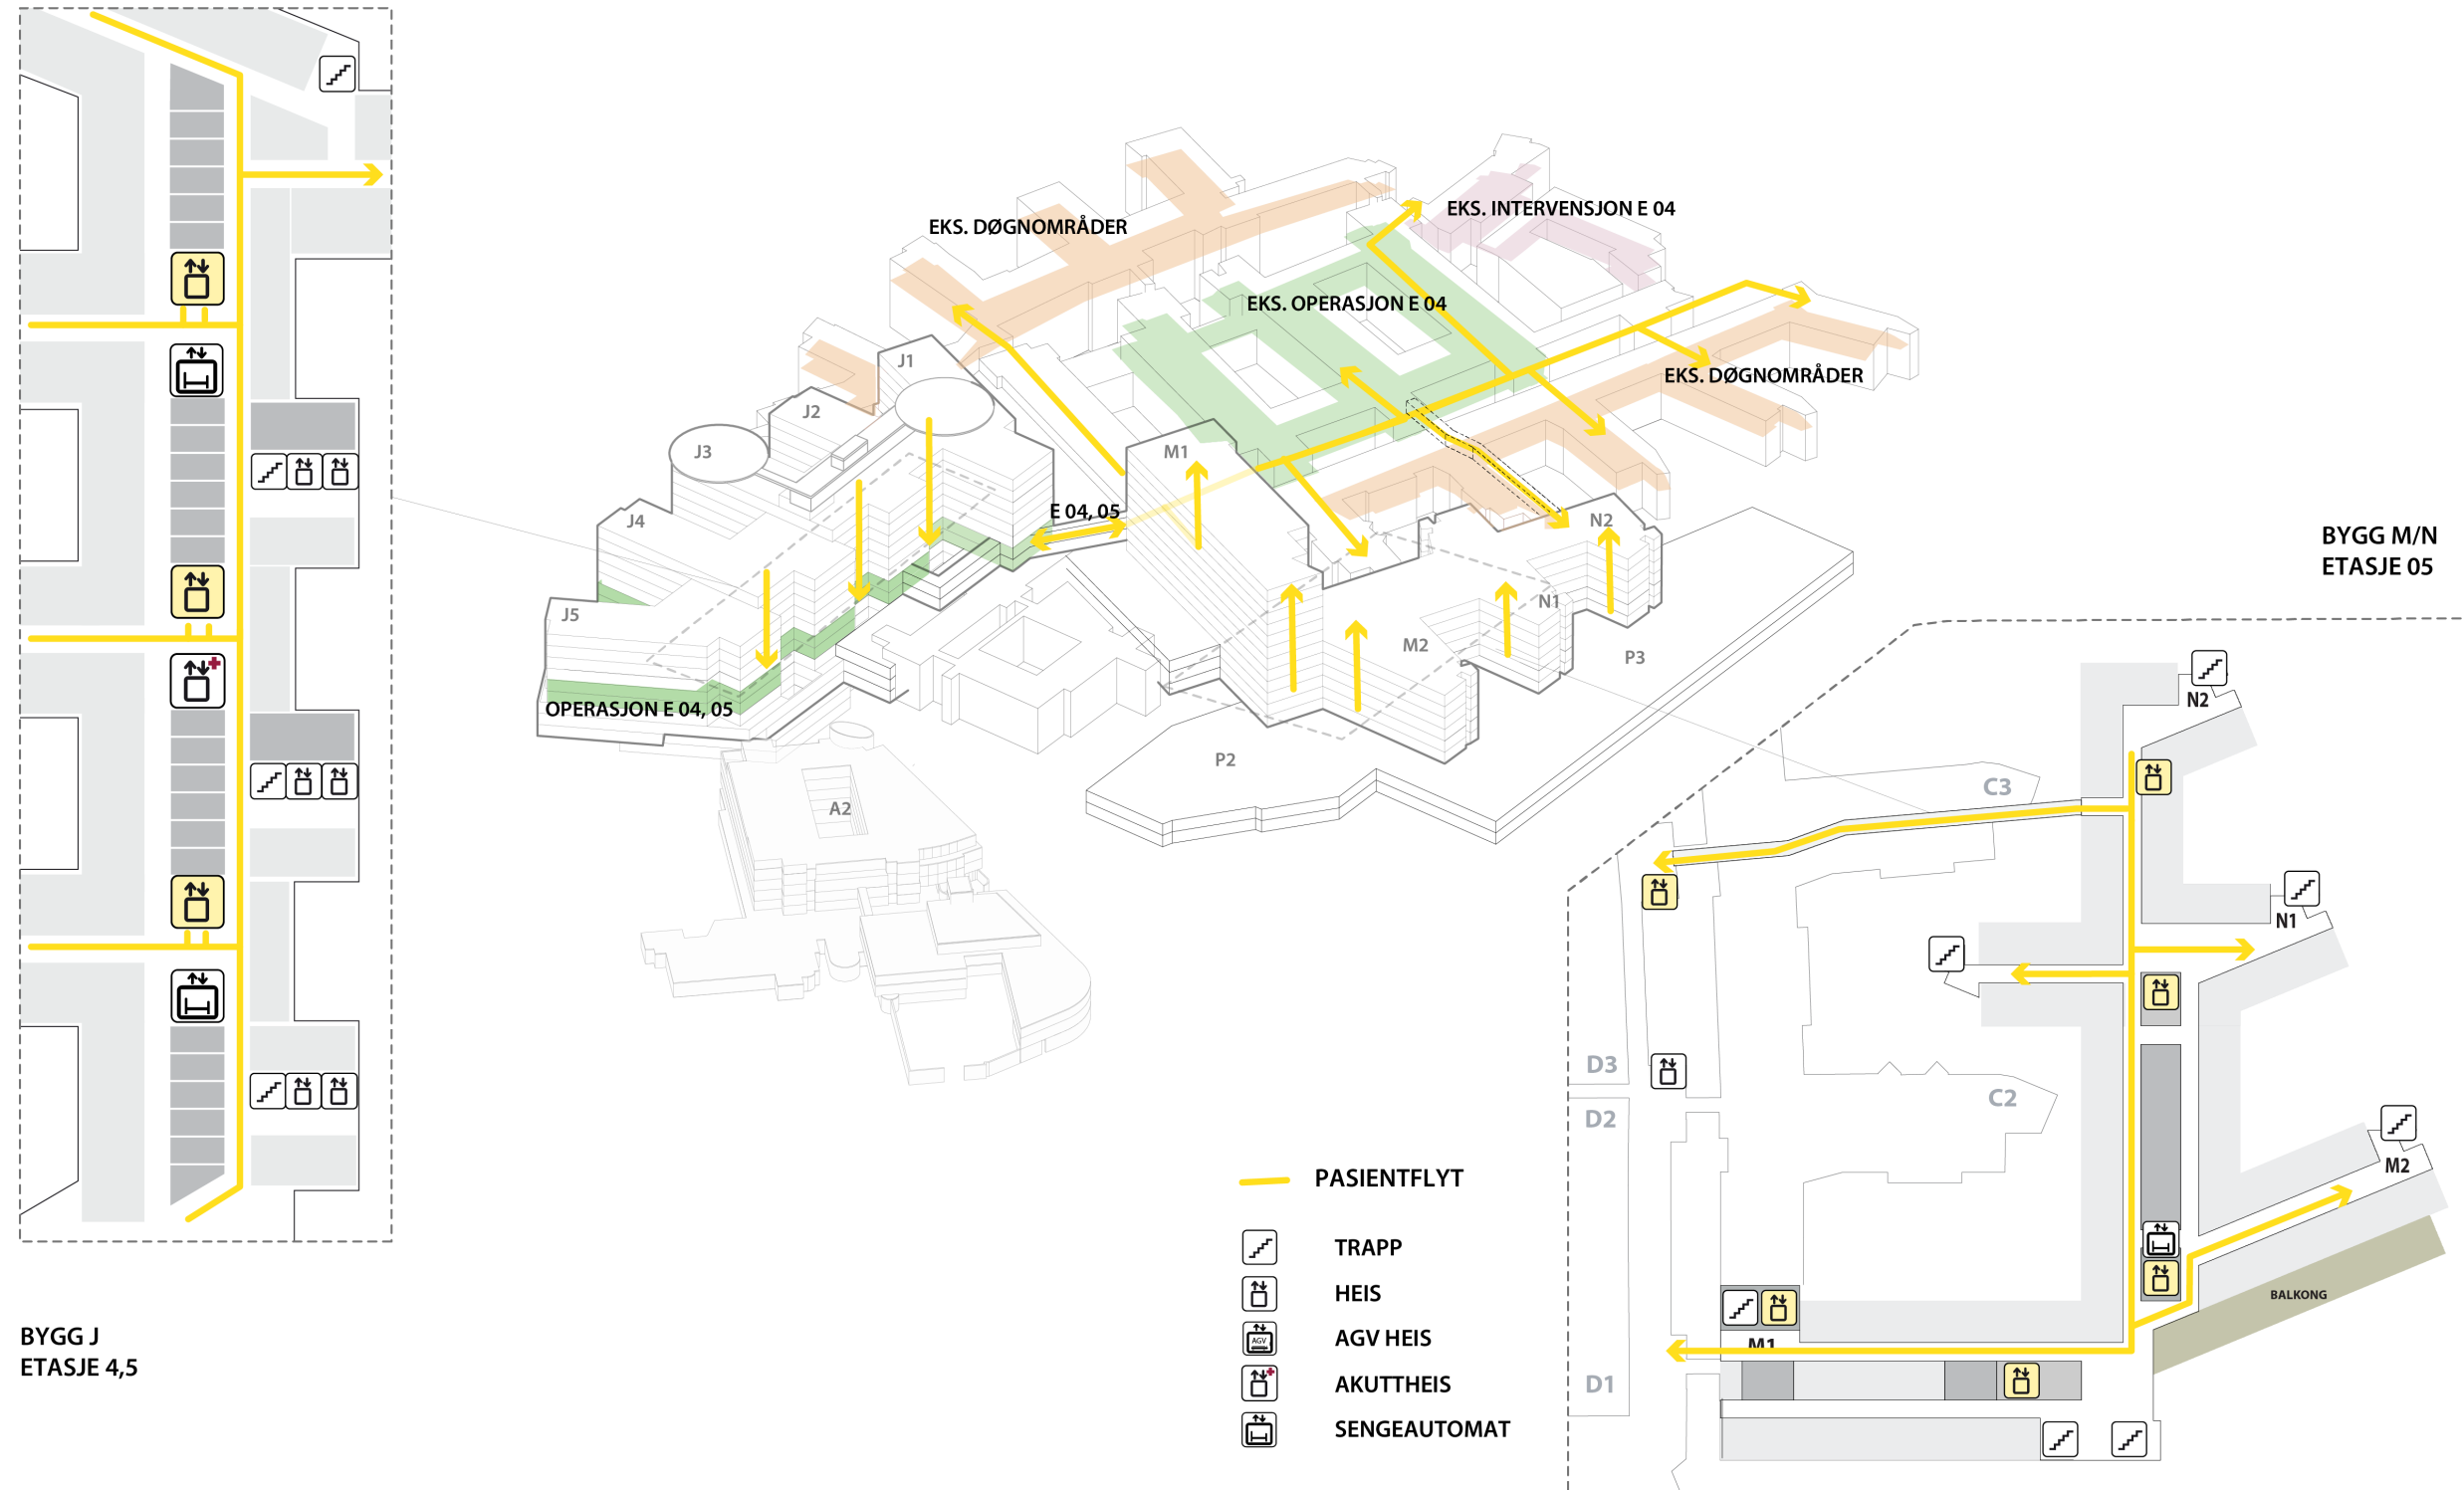 EKS. DØGNOMRÅDER
EKS. INTERVENSJON E 04
EKS. OPERASJON E 04
EKS. DØGNOMRÅDER
J1
J2
J3
J4
J5
M1
E 04, 05
N2
N1
M2
P3
P2
A2
OPERASJON E 04, 05
BYGG M/N
ETASJE 05
N2
C3
N1
D3
D2
C2
M2
BALKONG
M1
D1
BYGG J
ETASJE 4,5
PASIENTFLYT
TRAPP
HEIS
AGV
AGV HEIS
AKUTTHEIS
SENGEAUTOMAT